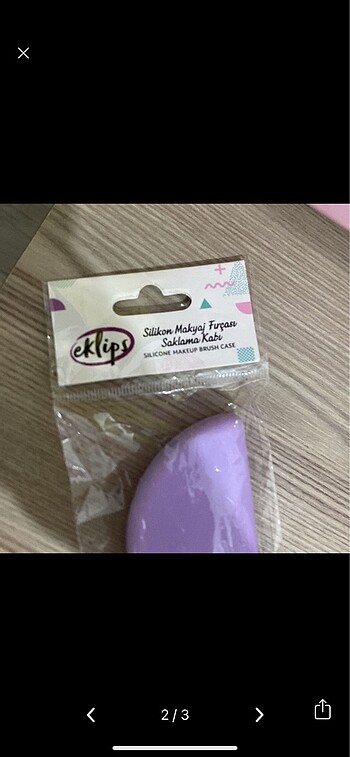 eklips
Silikon Makyaj Fırçası
Saklama Kabı
SILICONE MAKEUP BRUSH CASE
2 / 3